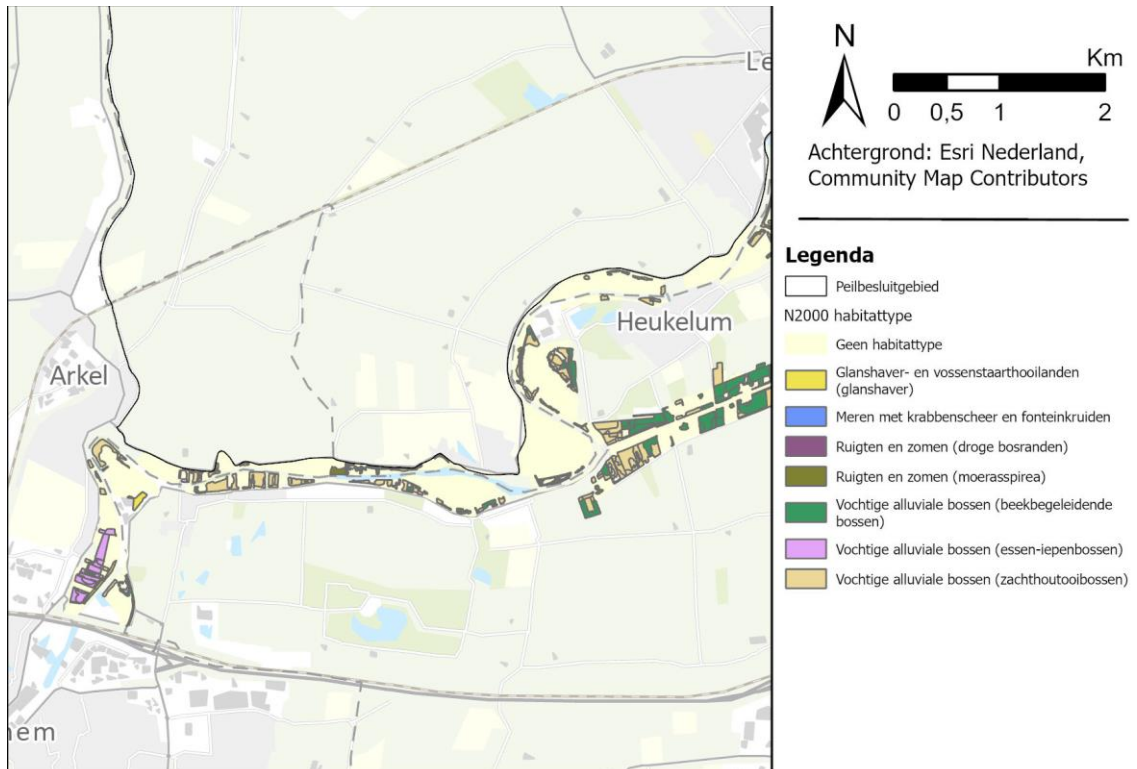 Le
Heukelum
Arkel
hem
N
Km
0 0,5 1 2
Achtergrond: Esri Nederland,
Community Map Contributors
Legenda
Peilbesluitgebied
N2000 habitattype
Geen habitattype
Glanshaver- en vossenstaarthooilanden
(glanshaver)
Meren met krabbenscheer en fonteinkruiden
Ruigten en zomen (droge bosranden)
Ruigten en zomen (moerasspirea)
Vochtige alluviale bossen (beekbegeleidende
bossen)
Vochtige alluviale bossen (essen-iepenbossen)
Vochtige alluviale bossen (zachthoutooibossen)